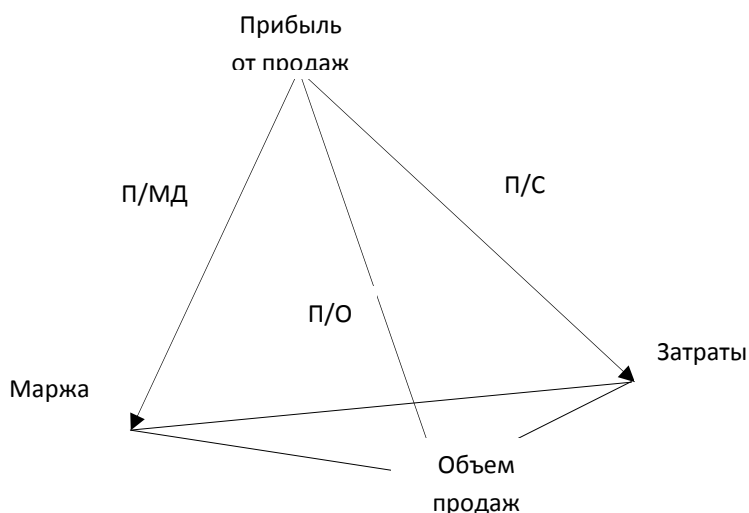 Прибыль
от продаж
П/МД
П/С
П/О
Затраты
Маржа
Объем
продаж